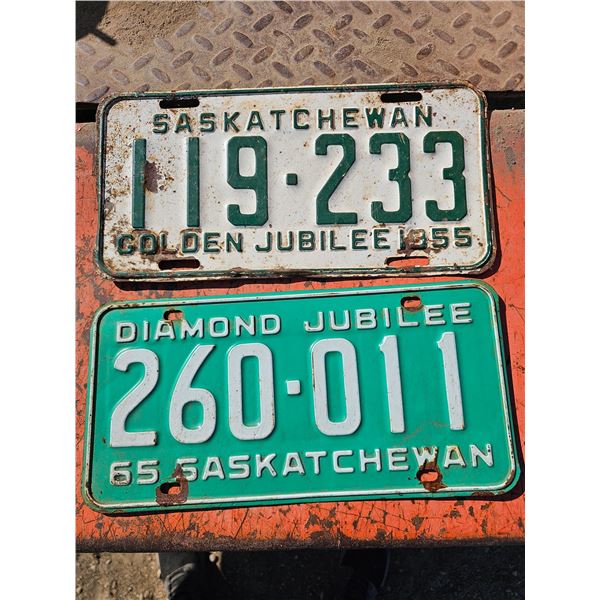 SASKATCHEWAN
119·233
GOLDEN JUBILEE 1955
DIAMOND JUBILEE
260·011
65 SASKATCHEWAN